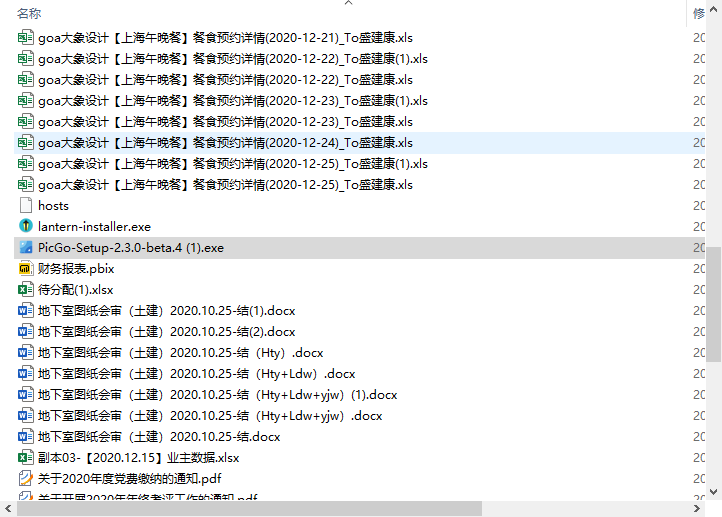 名称
修
goa大象设计【上海午晚餐】餐食预约详情(2020-12-21)_To盛建康.xls
20
goa大象设计【上海午晚餐】餐食预约详情(2020-12-22)_To盛建康(1).xls
20
goa大象设计【上海午晚餐】餐食预约详情(2020-12-22)_To盛建康.xls
20
goa大象设计【上海午晚餐】餐食预约详情(2020-12-23)_To盛建康(1).xls
20
goa大象设计【上海午晚餐】餐食预约详情(2020-12-23)_To盛建康.xls
20
goa大象设计【上海午晚餐】餐食预约详情(2020-12-24)_To盛建康.xls
20
goa大象设计【上海午晚餐】餐食预约详情(2020-12-25)_To盛建康(1).xls
20
goa大象设计【上海午晚餐】餐食预约详情(2020-12-25)_To盛建康.xls
20
hosts
20
lantern-installer.exe
20
PicGo-Setup-2.3.0-beta.4 (1).exe
20
财务报表.pbix
20
待分配(1).xlsx
20
地下室图纸会审（土建）2020.10.25-结(1).docx
20
地下室图纸会审（土建）2020.10.25-结(2).docx
20
地下室图纸会审（土建）2020.10.25-结（Hty）.docx
20
地下室图纸会审（土建）2020.10.25-结（Hty+Ldw）.docx
20
地下室图纸会审（土建）2020.10.25-结（Hty+Ldw+yjw）(1).docx
20
地下室图纸会审（土建）2020.10.25-结（Hty+Ldw+yjw）.docx
20
地下室图纸会审（土建）2020.10.25-结.docx
20
副本03-【2020.12.15】业主数据.xlsx
20
关于2020年度党费缴纳的通知.pdf
20
关于开展2020年年终考评工作的通知.pdf
20